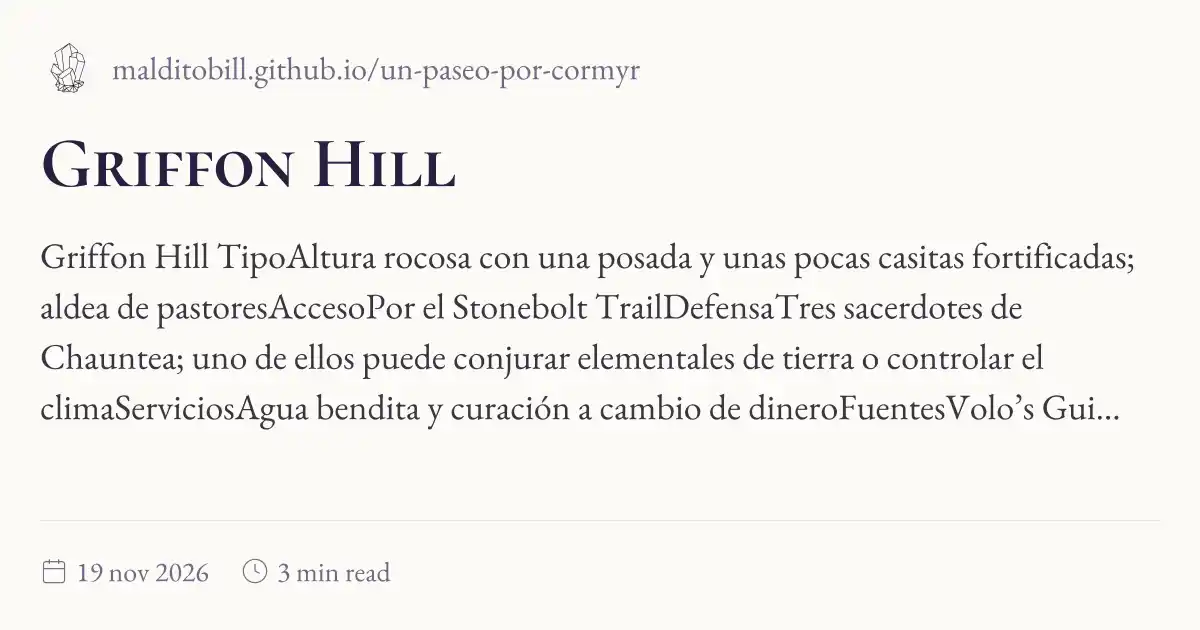 malditobill.github.io/un-paseo-por-cormyr
Griffon Hill
Griffon Hill TipoAltura rocosa con una posada y unas pocas casitas fortificadas;
aldea de pastoresAccesoPor el Stonebolt TrailDefensaTres sacerdotes de
Chauntea; uno de ellos puede conjurar elementales de tierra o controlar el
climaServiciosAgua bendita y curación a cambio de dineroFuentesVolo’s Gui...
19 nov 2026 3 min read